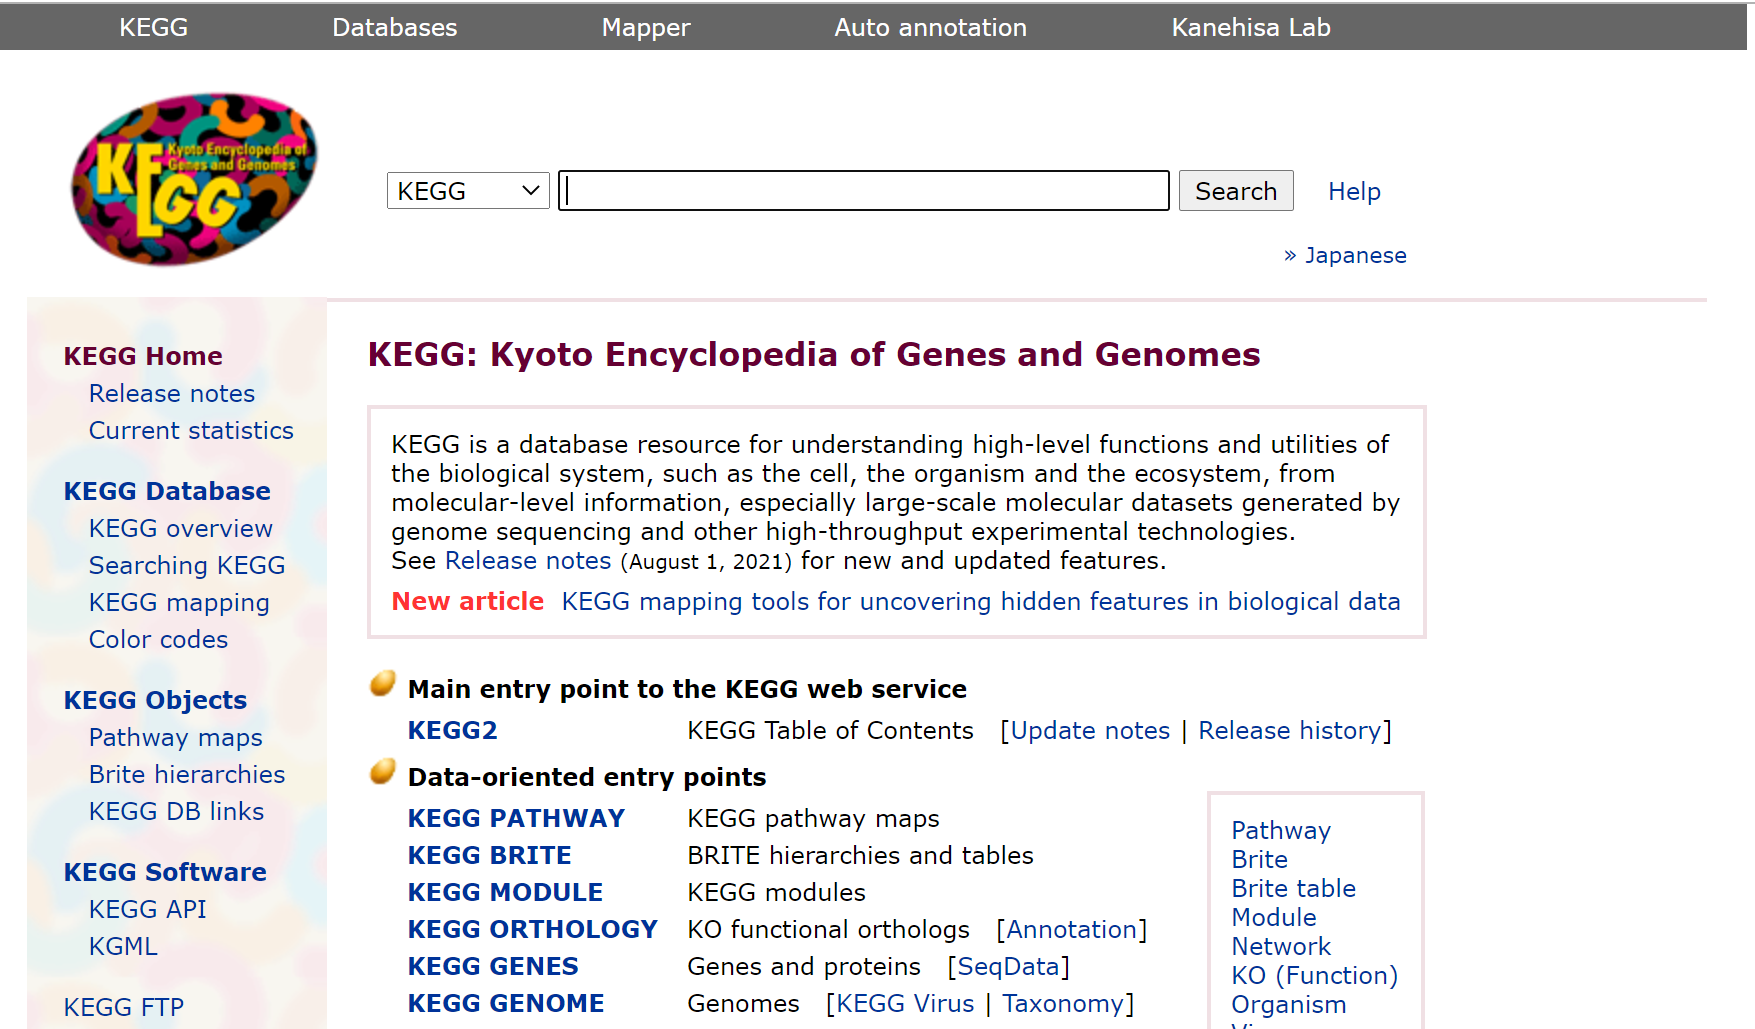 KEGG Databases Mapper Auto annotation Kanehisa Lab
KEGG
Kyoto Encyclopedia of
Genes and Genomes
KEGG Search Help
» Japanese
KEGG Home
Release notes
Current statistics
KEGG Database
KEGG overview
Searching KEGG
KEGG mapping
Color codes
KEGG Objects
Pathway maps
Brite hierarchies
KEGG DB links
KEGG Software
KEGG API
KGML
KEGG FTP
KEGG: Kyoto Encyclopedia of Genes and Genomes
KEGG is a database resource for understanding high-level functions and utilities of
the biological system, such as the cell, the organism and the ecosystem, from
molecular-level information, especially large-scale molecular datasets generated by
genome sequencing and other high-throughput experimental technologies.
See Release notes (August 1, 2021) for new and updated features.
New article KEGG mapping tools for uncovering hidden features in biological data
Main entry point to the KEGG web service
KEGG2 KEGG Table of Contents [Update notes | Release history]
Data-oriented entry points
KEGG PATHWAY KEGG pathway maps
KEGG BRITE BRITE hierarchies and tables
KEGG MODULE KEGG modules
KEGG ORTHOLOGY KO functional orthologs [Annotation]
KEGG GENES Genes and proteins [SeqData]
KEGG GENOME Genomes [KEGG Virus | Taxonomy]
Pathway
Brite
Brite table
Module
Network
KO (Function)
Organism